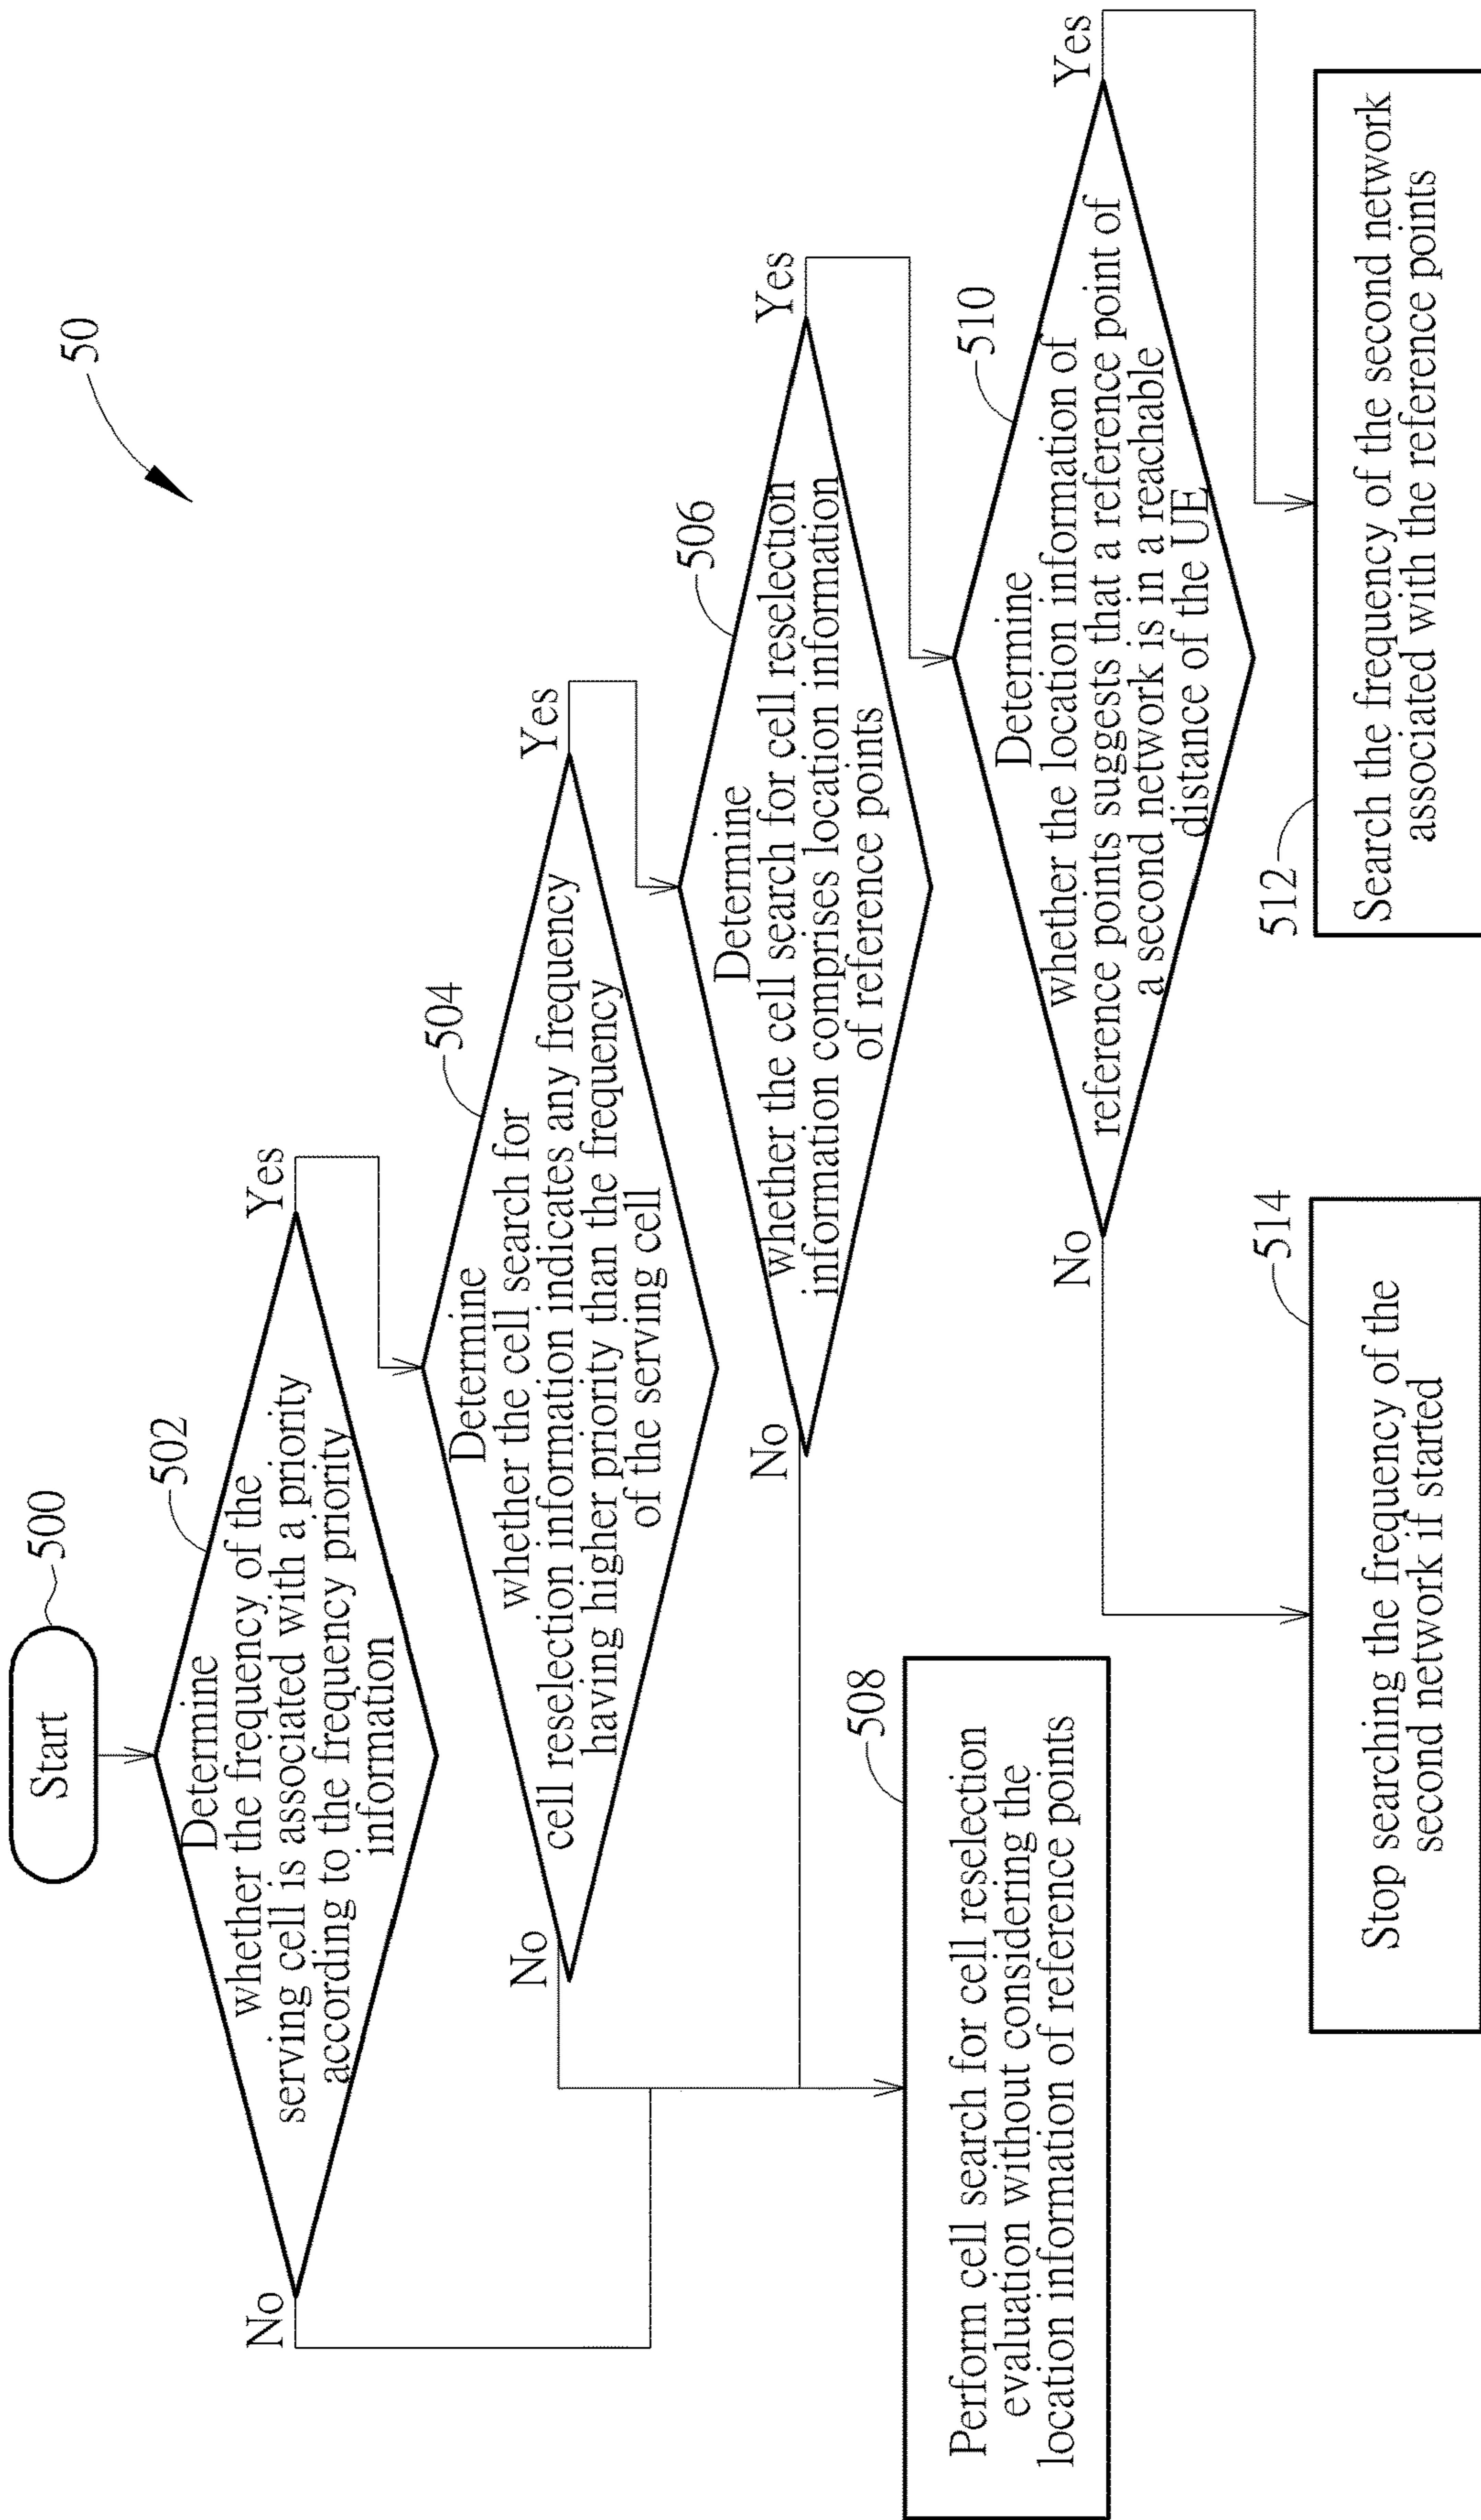 50
Start
500
Determine
whether the frequency of the
serving cell is associated with a priority
according to the frequency priority
information
502
Yes
No
Determine
whether the cell search for
cell reselection information indicates any frequency
having higher priority than the frequency
of the serving cell
504
Yes
No
Determine
whether the cell search for cell reselection
information comprises location information
of reference points
506
Yes
No
Perform cell search for cell reselection
evaluation without considering the
location information of reference points
508
Determine
whether the location information of
reference points suggests that a reference point of
a second network is in a reachable
distance of the UE
510
Yes
No
Stop searching the frequency of the
second network if started
514
Search the frequency of the second network
associated with the reference points
512